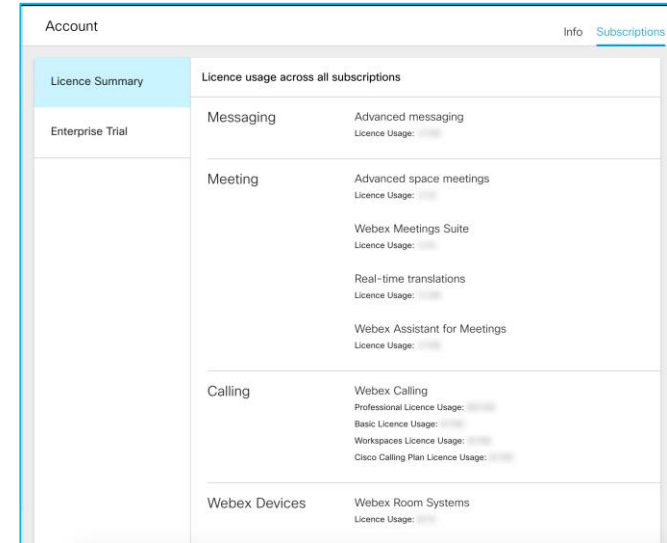 Account
Info Subscriptions
Licence Summary
Enterprise Trial
Licence usage across all subscriptions
Messaging
Advanced messaging
Licence Usage:
Meeting
Advanced space meetings
Licence Usage:
Webex Meetings Suite
Licence Usage:
Real-time translations
Licence Usage:
Webex Assistant for Meetings
Licence Usage:
Calling
Webex Calling
Professional Licence Usage:
Basic Licence Usage:
Workspaces Licence Usage:
Cisco Calling Plan Licence Usage:
Webex Devices
Webex Room Systems
Licence Usage: